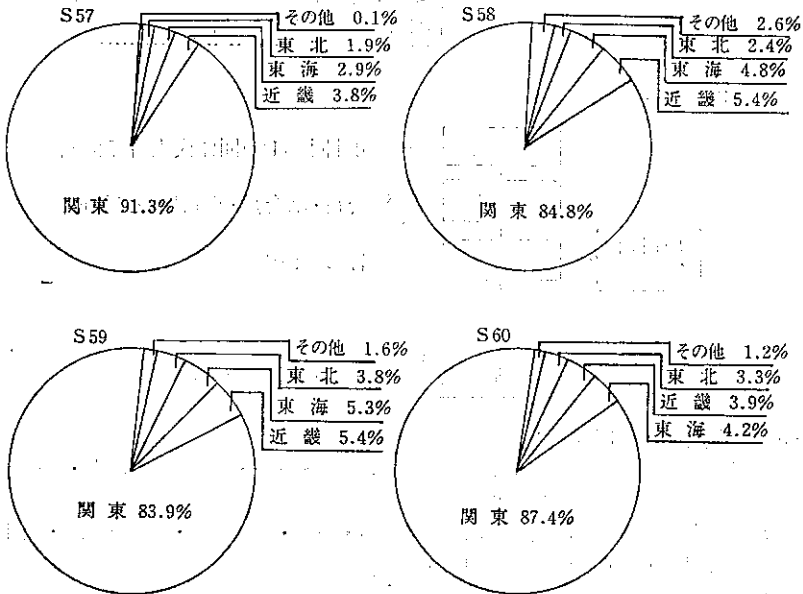 S57
その他 0.1%
東北 1.9%
東海 2.9%
近畿 3.8%
関東 91.3%
S58
その他 2.6%
東北 2.4%
東海 4.8%
近畿 5.4%
関東 84.8%
S59
その他 1.6%
東北 3.8%
東海 5.3%
近畿 5.4%
関東 83.9%
S60
その他 1.2%
東北 3.3%
近畿 3.9%
東海 4.2%
関東 87.4%